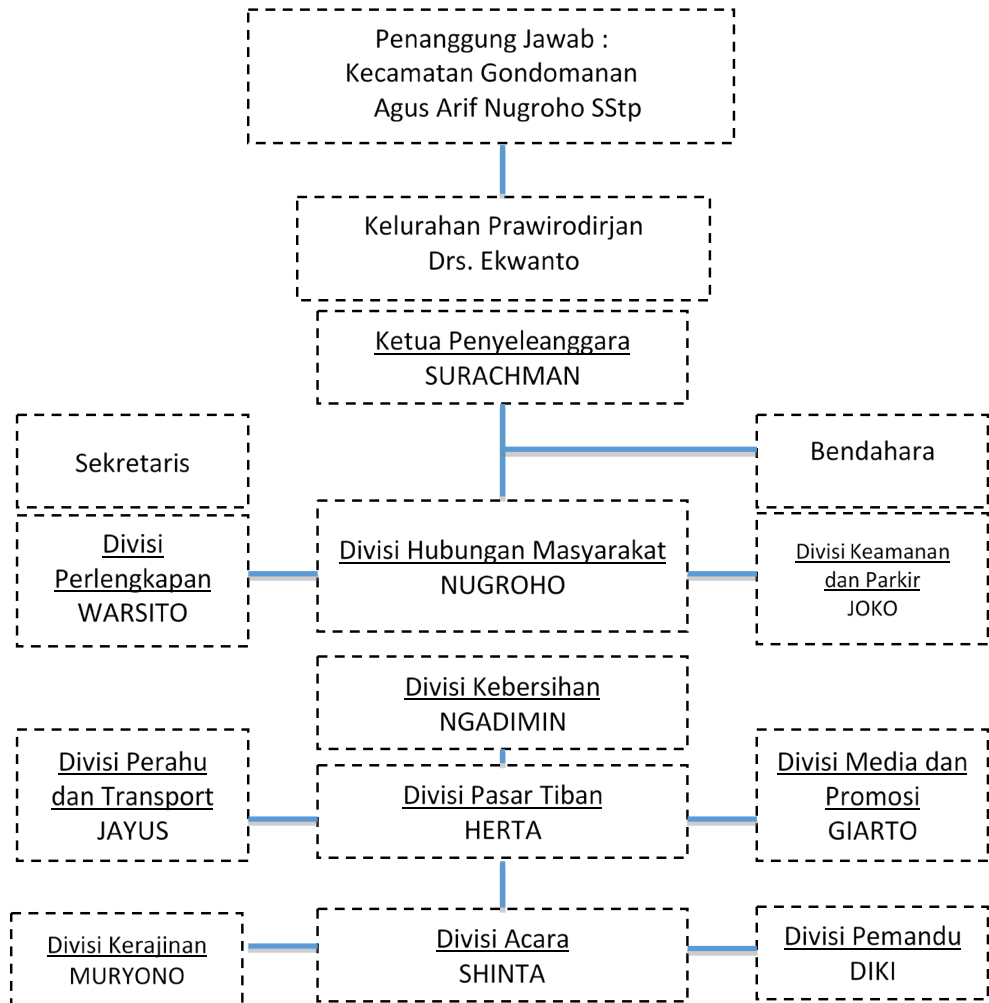 Penanggung Jawab :
Kecamatan Gondomanan
Agus Arif Nugroho SStp
Kelurahan Prawirodirjan
Drs. Ekwanto
Ketua Penyeleanggara
SURACHMAN
Sekretaris
Bendahara
Divisi
Perlengkapan
WARSITO
Divisi Hubungan Masyarakat
NUGROHO
Divisi Keamanan
dan Parkir
JOKO
Divisi Kebersihan
NGADIMIN
Divisi Perahu
dan Transport
JAYUS
Divisi Pasar Tiban
HERTA
Divisi Media dan
Promosi
GIARTO
Divisi Kerajinan
MURYONO
Divisi Acara
SHINTA
Divisi Pemandu
DIKI